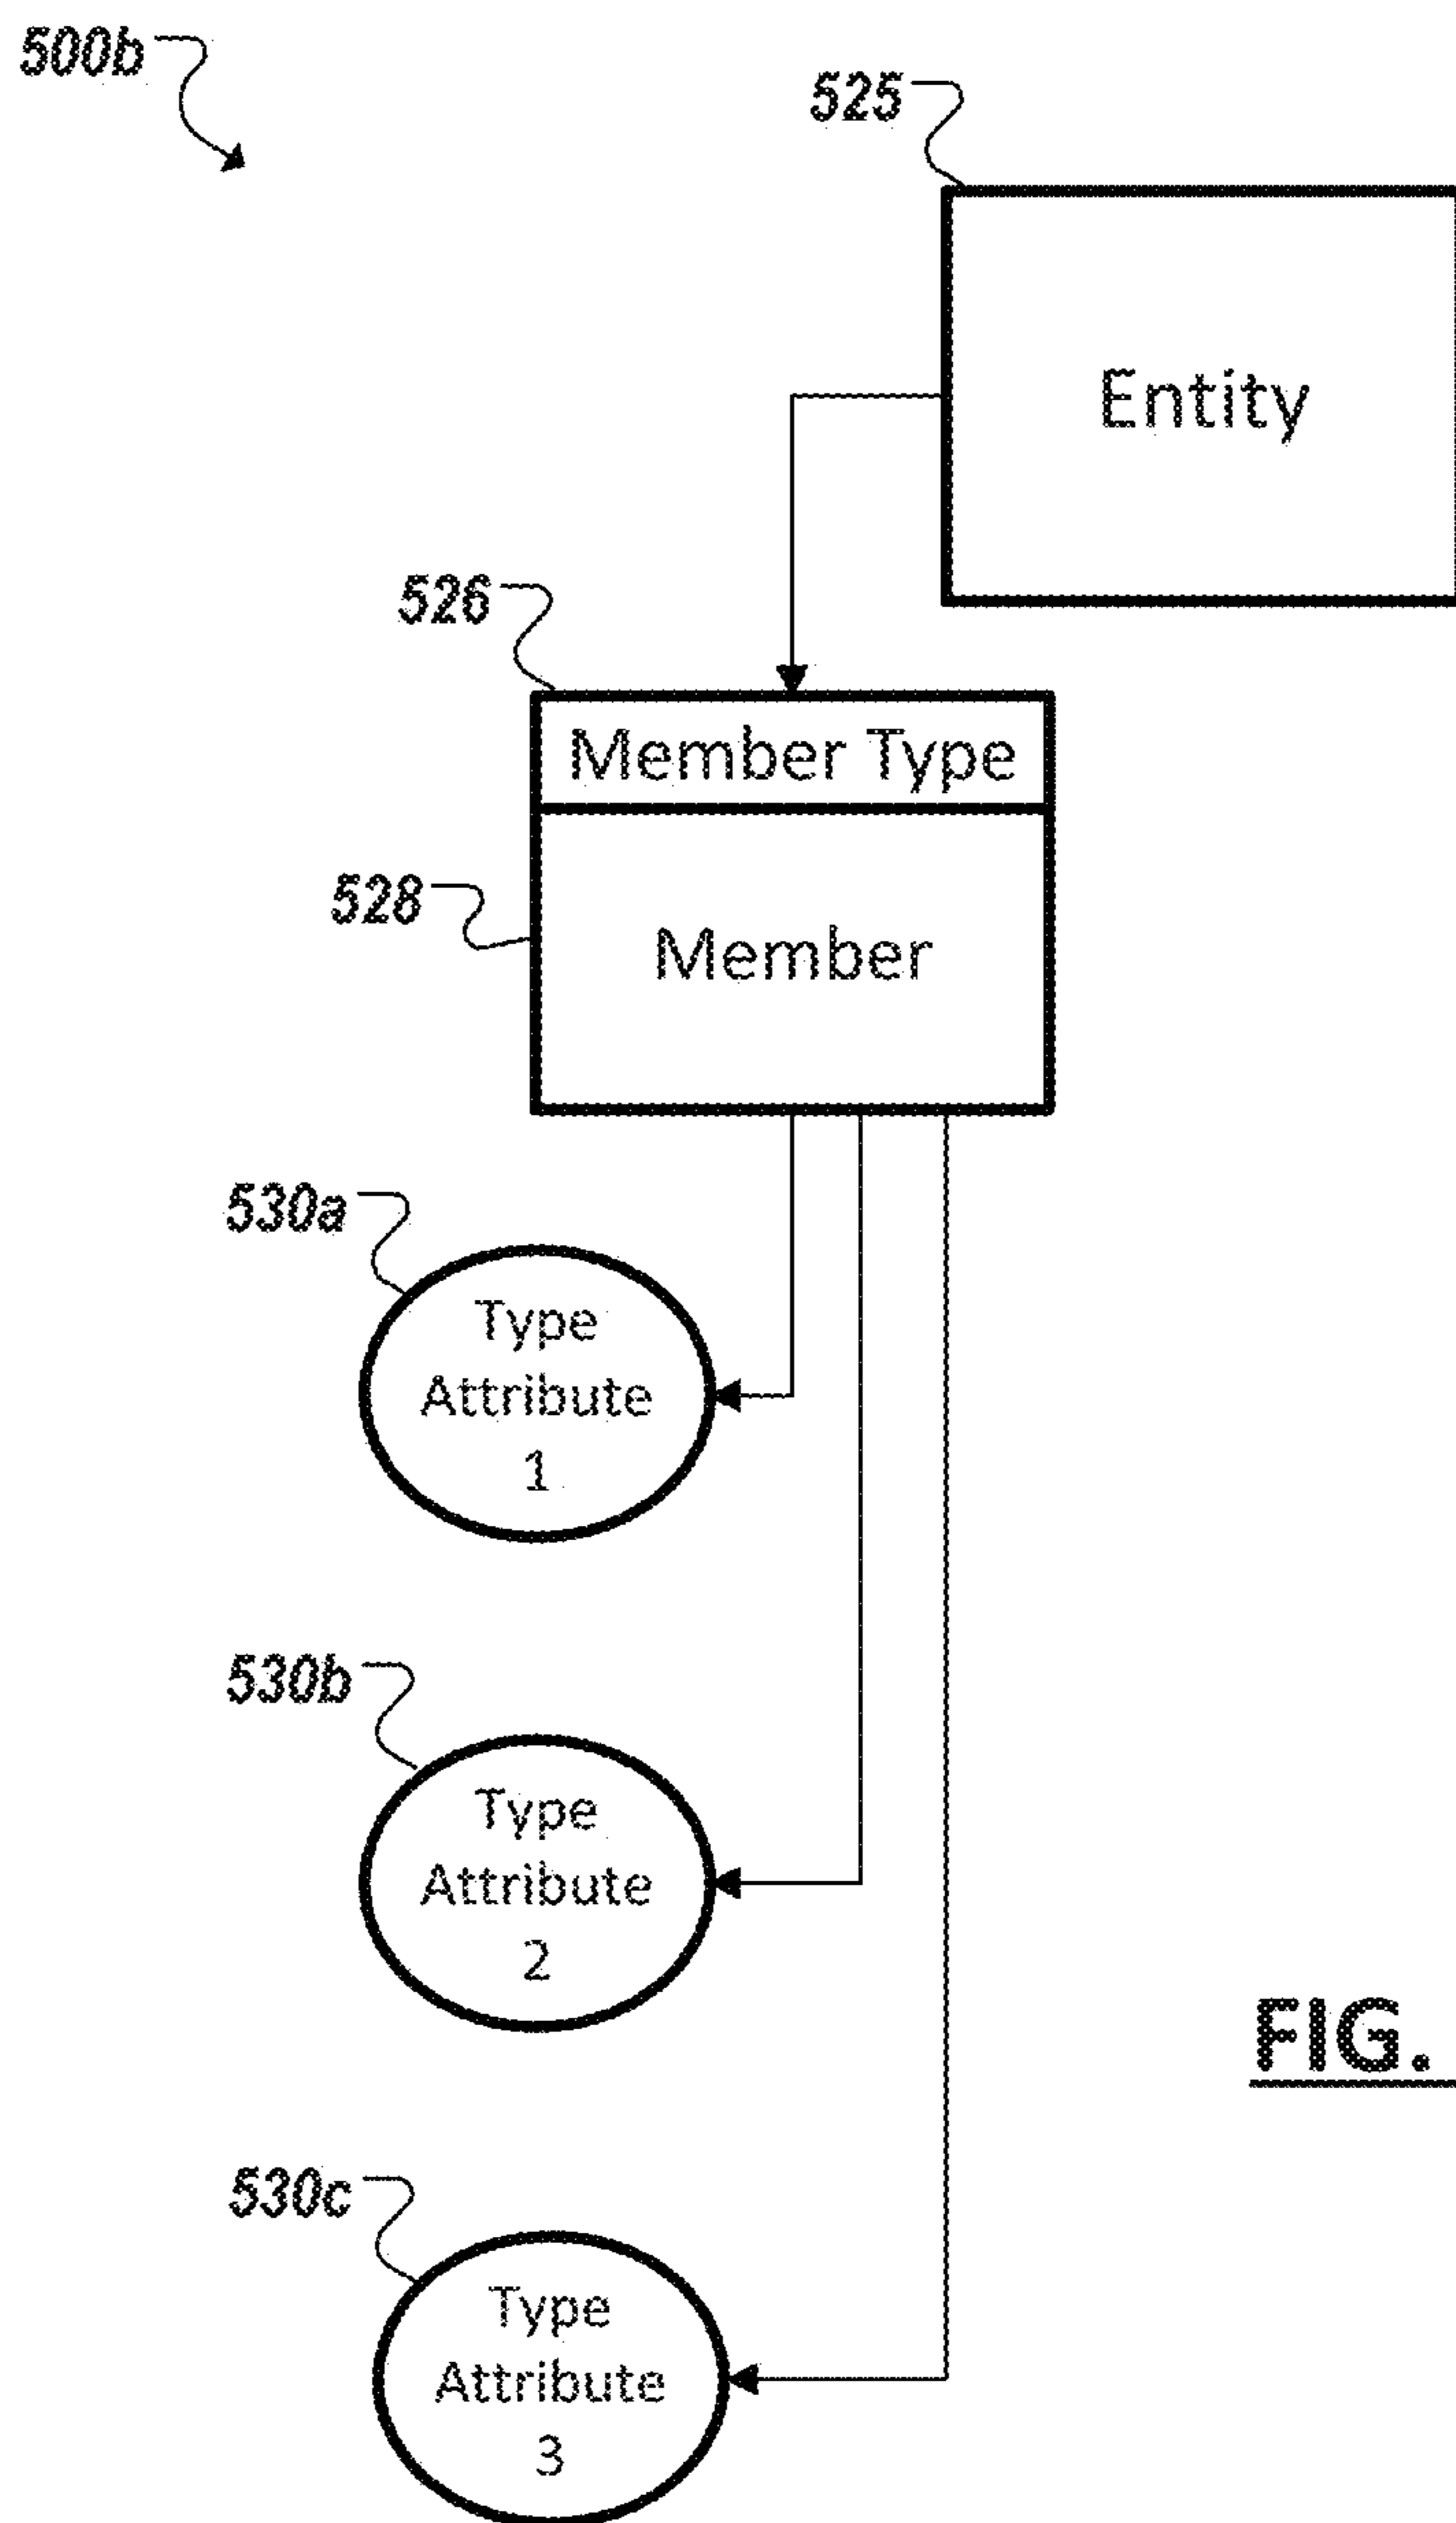 500b
525
Entity
526
Member Type
528
Member
530a
Type
Attribute
1
530b
Type
Attribute
2
FIG.
530c
Type
Attribute
3